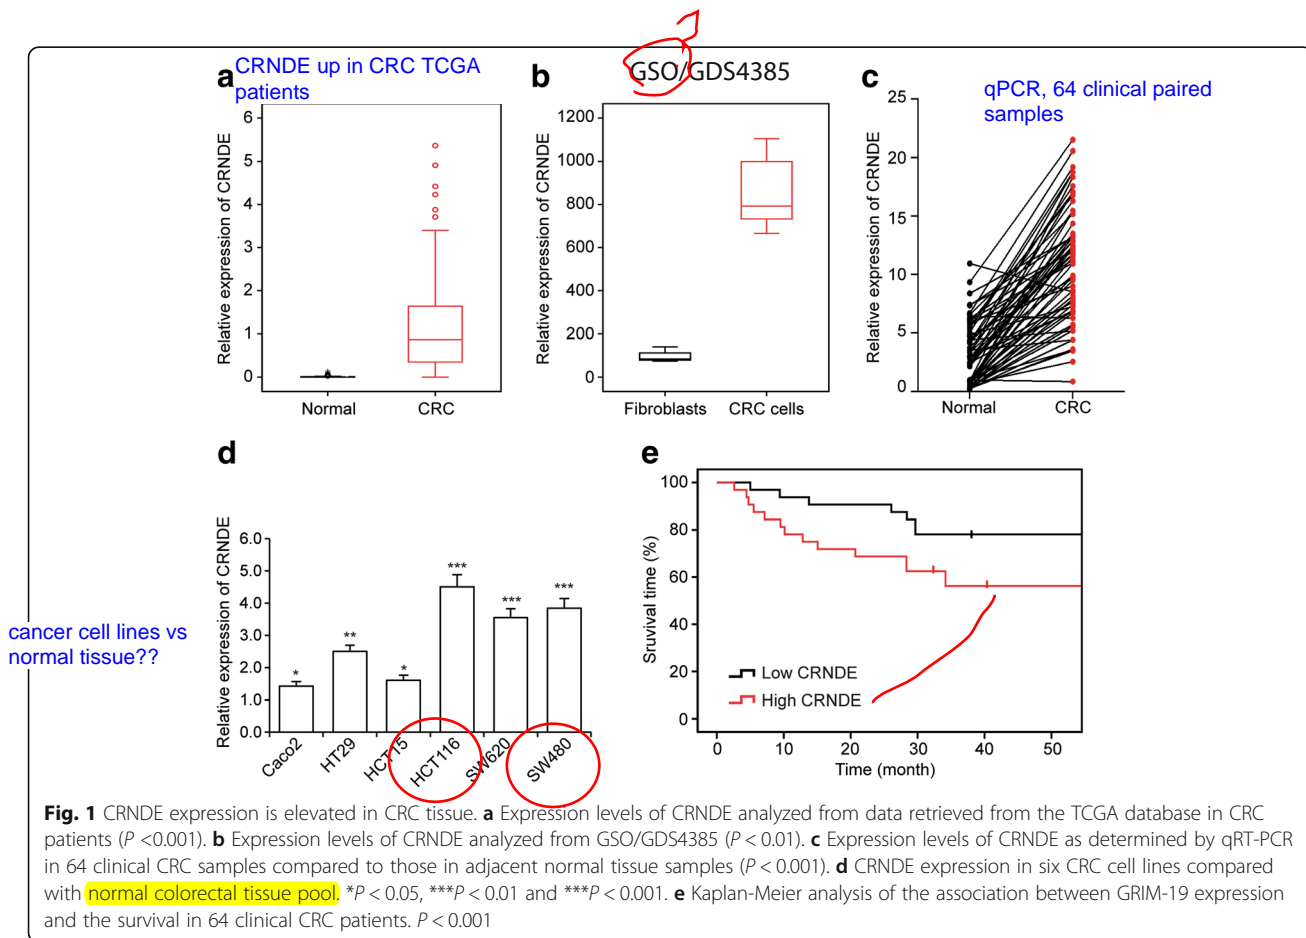 a CRNDE up in CRC TCGA
patients
Relative expression of CRNDE
6
5
4
3
2
1
0
Normal CRC
b GSO/GDS4385
Relative expression of CRNDE
1200
1000
800
600
400
200
0
Fibroblasts CRC cells
c
qPCR, 64 clinical paired
samples
Relative expression of CRNDE
25
20
15
10
5
0
Normal CRC
d
cancer cell lines vs
normal tissue??
Relative expression of CRNDE
6.0
5.0
4.0
3.0
2.0
1.0
0.0
* ** * *** *** ***
Caco2 HT29 HCT15 HCT116 SW620 SW480
e
Sruvival time (%)
100
80
60
40
20
0
Low CRNDE
High CRNDE
0 10 20 30 40 50
Time (month)
Fig. 1 CRNDE expression is elevated in CRC tissue. a Expression levels of CRNDE analyzed from data retrieved from the TCGA database in CRC
patients (P <0.001). b Expression levels of CRNDE analyzed from GSO/GDS4385 (P < 0.01). c Expression levels of CRNDE as determined by qRT-PCR
in 64 clinical CRC samples compared to those in adjacent normal tissue samples (P < 0.001). d CRNDE expression in six CRC cell lines compared
with normal colorectal tissue pool. *P < 0.05, ***P < 0.01 and ***P < 0.001. e Kaplan-Meier analysis of the association between GRIM-19 expression
and the survival in 64 clinical CRC patients. P < 0.001